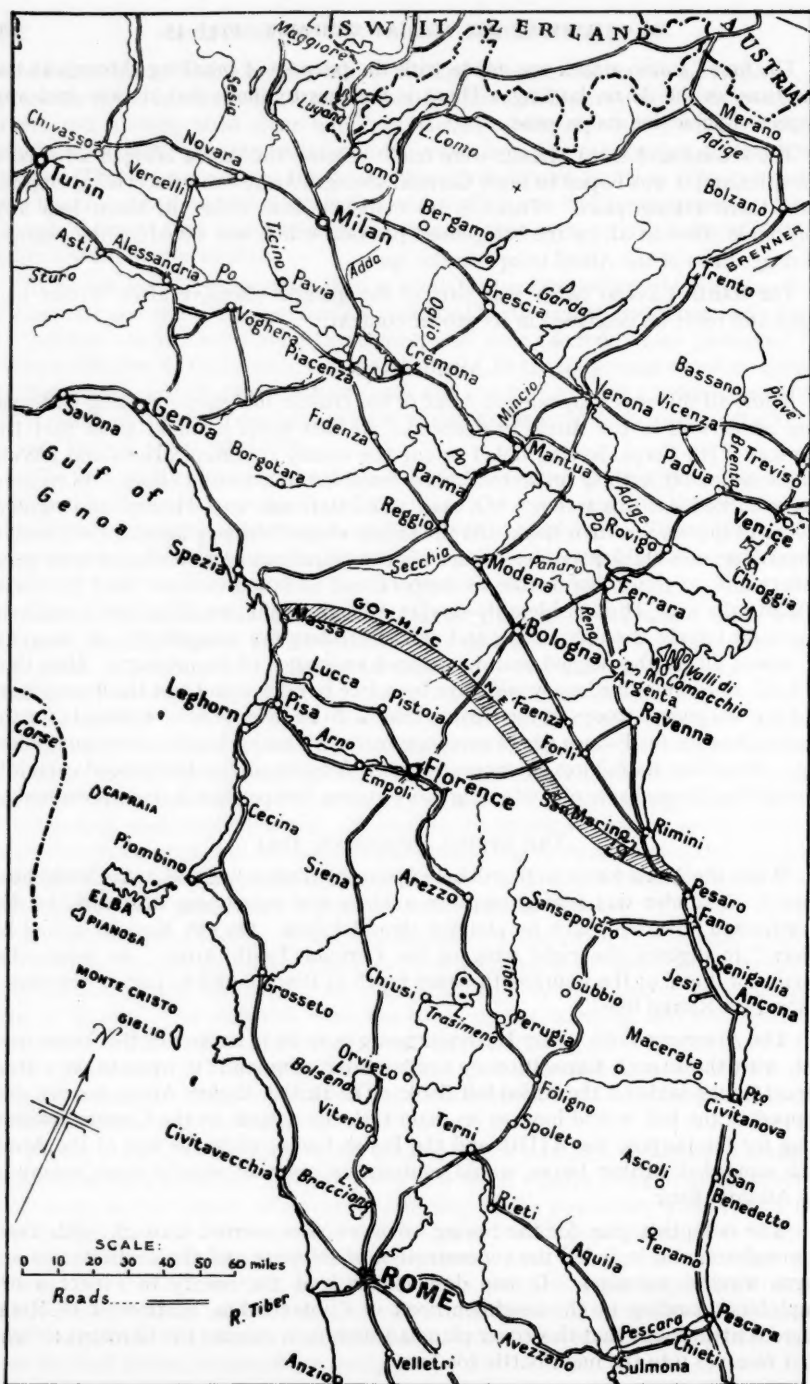 SWITZERLAND
AUSTRIA
Maggiore
L. Como
Merano
Adige
Sesia
Chivasso
Novara
Como
Vercelli
Turin
Bolzano
Milan
Bergamo
BRENNER
Asti
Alessandria
Ticino
Trento
Adda
Sturo
Po
Pavia
Brescia
L. Garda
Oglio
Voghera
Piacenza
Cremona
Bassano
Piave
Mincio
Verona
Vicenza
Savona
Genoa
Fidenza
Treviso
Brenta
Borgotara
Po
Mantua
Padua
Gulf of
Genoa
Parma
Adige
Venice
Reggio
Po
Rovigo
Spezia
Secchia
Panaro
Modena
Chioggia
Ferrara
GOTHIC
Massa
Reno
Bologna
Valli di
Comacchio
Lucca
Argenta
Leghorn
Pisa
Pistoia
Faenza
Ravenna
Corse
Arno
Forli
Empoli
Florence
CAPRAIA
Cecina
San Marino
Rimini
Piombino
Siena
Arezzo
Pesaro
ELBA
Sansepolcro
Fano
PIANOSA
Senigallia
MONTE CRISTO
Grosseto
Chiusi
Tiber
Gubbio
Jesi
Ancona
GIGLIO
Trasimeno
Perugia
Macerata
Orvieto
Bolsena
Pto
Civitanova
Foligno
Viterbo
Spoleto
Terni
Civitavecchia
L.
Bracciano
Ascoli
San
Benedetto
Rieti
Teramo
SCALE:
0 10 20 30 40 50 60 miles
Aquila
Roads
ROME
R. Tiber
Pescara
Pescara
Avezzano
Chieti
Velletri
Anzio
Sulmona